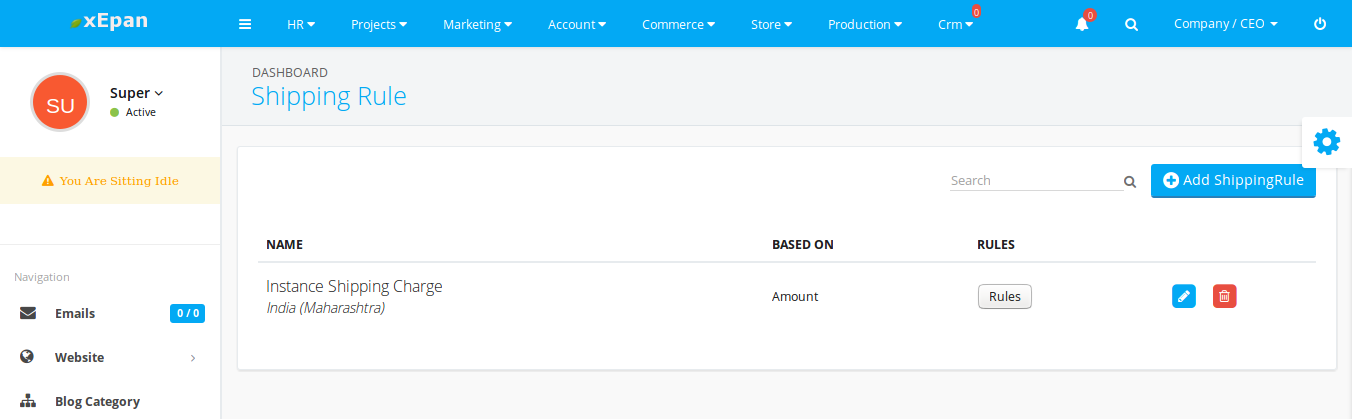 xEpan
HR Projects Marketing Account Commerce Store Production Crm 0 0 Company / CEO
SU
Super
Active
You Are Sitting Idle
Navigation
Emails 0 / 0
Website
Blog Category
DASHBOARD
Shipping Rule
Search Add ShippingRule
NAME BASED ON RULES
Instance Shipping Charge
India (Maharashtra)
Amount Rules